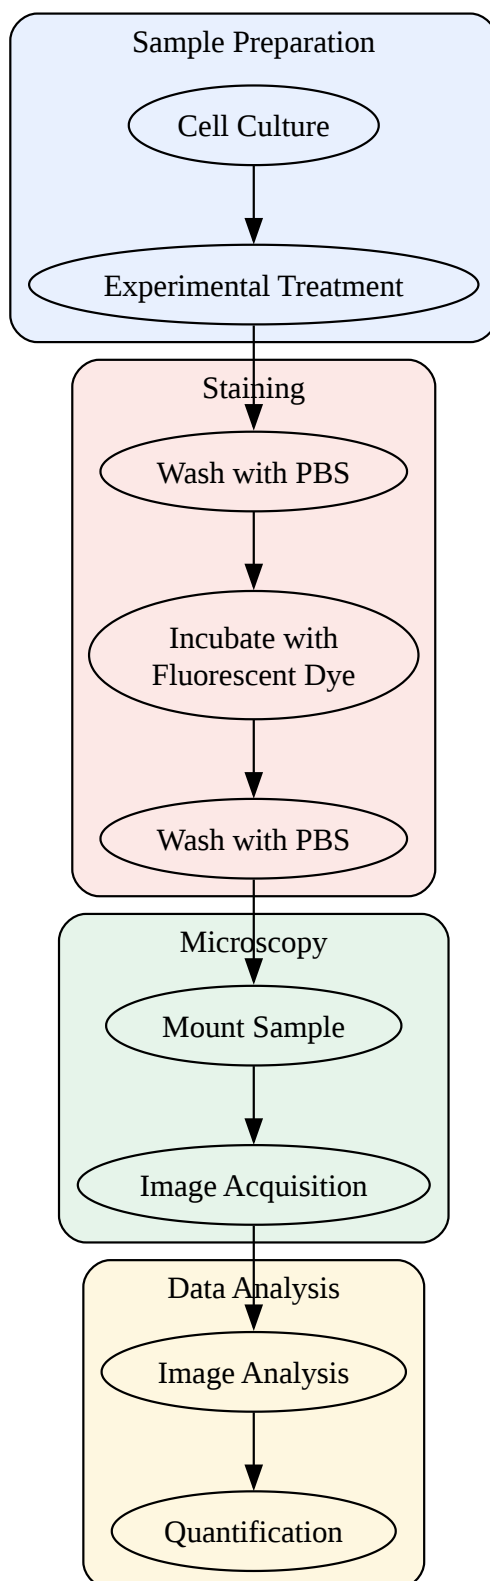 Sample Preparation
Cell Culture
Experimental Treatment
Staining
Wash with PBS
Incubate with
Fluorescent Dye
Wash with PBS
Microscopy
Mount Sample
Image Acquisition
Data Analysis
Image Analysis
Quantification